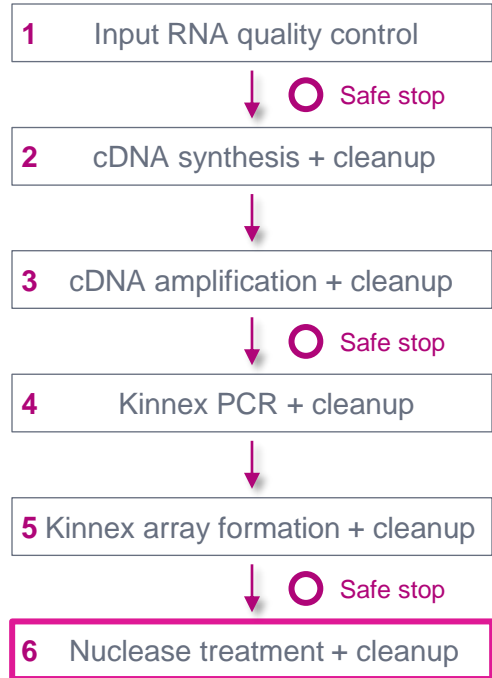 1 Input RNA quality control
Safe stop
2 cDNA synthesis + cleanup
3 cDNA amplification + cleanup
Safe stop
4 Kinnex PCR + cleanup
5 Kinnex array formation + cleanup
Safe stop
6 Nuclease treatment + cleanup